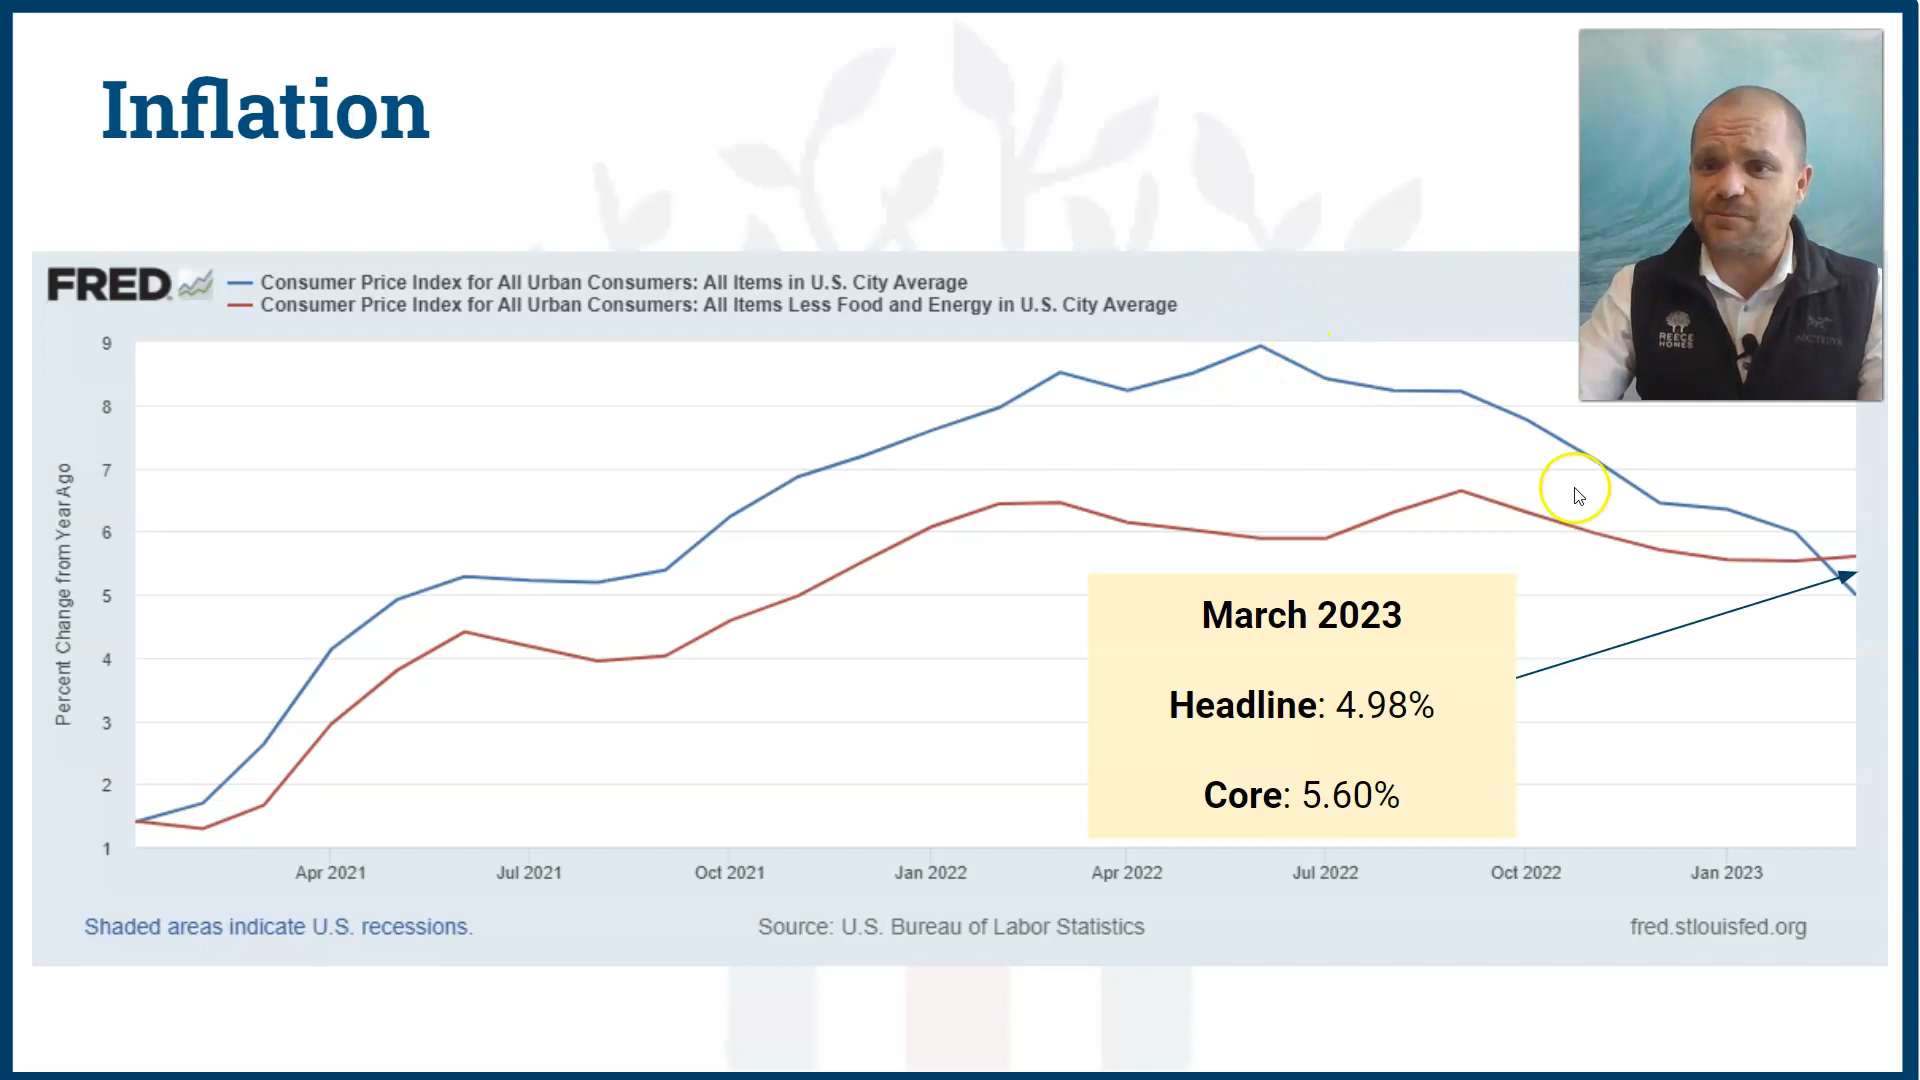 Inflation
FRED
Consumer Price Index for All Urban Consumers: All Items in U.S. City Average
Consumer Price Index for All Urban Consumers: All Items Less Food and Energy in U.S. City Average
REECE
HOMES
Percent Change from Year Ago
9
8
7
6
5
4
3
2
1
March 2023
Headline: 4.98%
Core: 5.60%
Apr 2021 Jul 2021 Oct 2021 Jan 2022 Apr 2022 Jul 2022 Oct 2022 Jan 2023
Shaded areas indicate U.S. recessions. Source: U.S. Bureau of Labor Statistics fred.stlouisfed.org